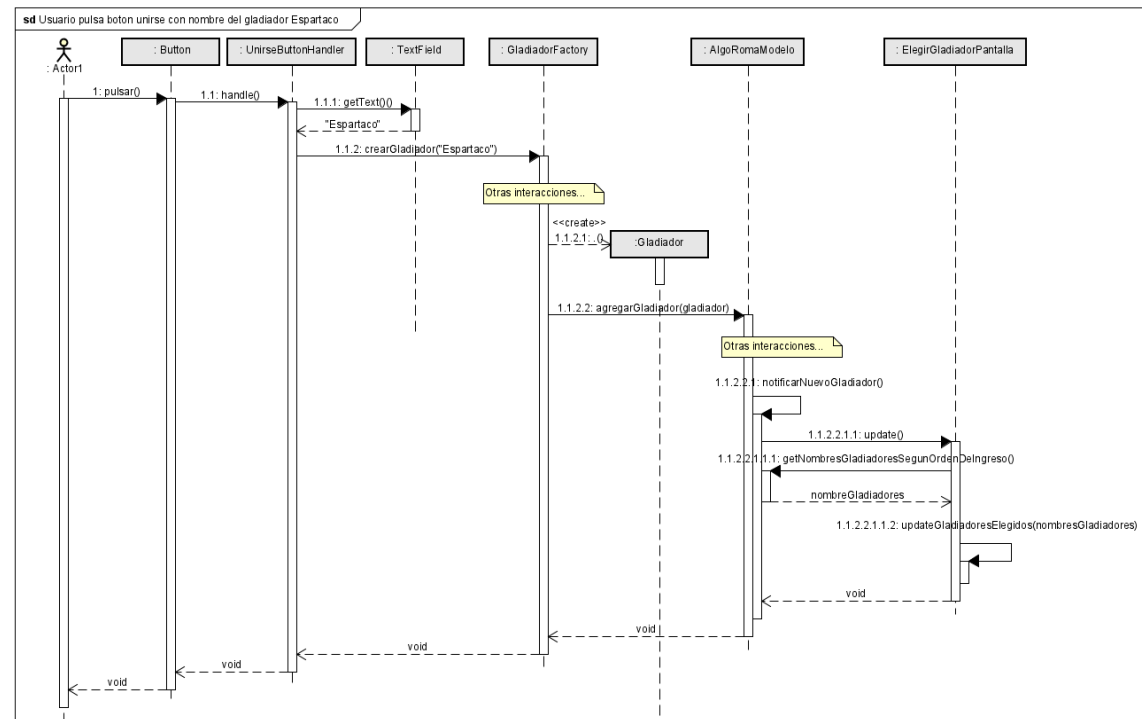 sd Usuario pulsa boton unirse con nombre del gladiador Espartaco
: Actor1
: Button
: UnirseButtonHandler
: TextField
: GladiadorFactory
: AlgoRomaModelo
: ElegirGladiadorPantalla
1: pulsar()
1.1: handle()
1.1.1: getText()()
"Espartaco"
1.1.2: crearGladiador("Espartaco")
Otras interacciones...
<<create>>
1.1.2.1: .()
:Gladiador
1.1.2.2: agregarGladiador(gladiador)
Otras interacciones...
1.1.2.2.1: notificarNuevoGladiador()
1.1.2.2.1.1: update()
1.1.2.2.1.1.1: getNombresGladiadoresSegunOrdenDeIngreso()
nombreGladiadores
1.1.2.2.1.1.2: updateGladiadoresElegidos(nombresGladiadores)
void
void
void
void
void